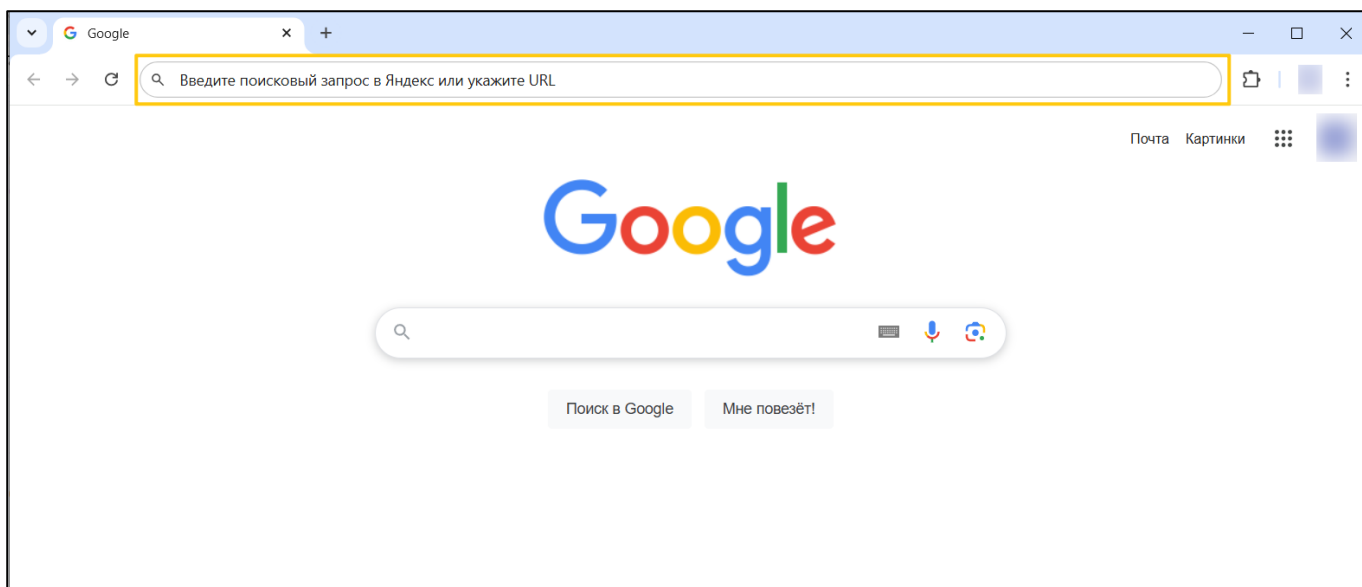 Google
Введите поисковый запрос в Яндекс или укажите URL
Почта Картинки
Google
Поиск в Google Мне повезёт!